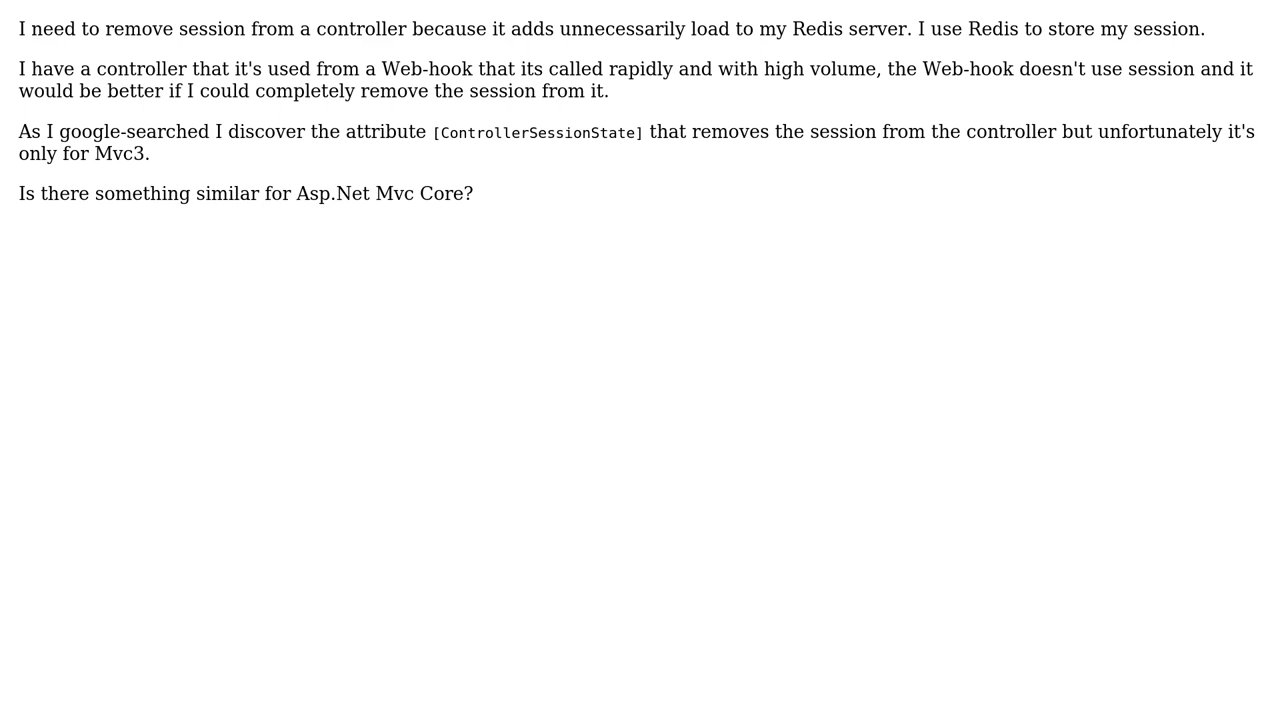 I need to remove session from a controller because it adds unnecessarily load to my Redis server. I use Redis to store my session.
I have a controller that it's used from a Web-hook that its called rapidly and with high volume, the Web-hook doesn't use session and it
would be better if I could completely remove the session from it.
As I google-searched I discover the attribute [ControllerSessionState] that removes the session from the controller but unfortunately it's
only for Mvc3.
Is there something similar for Asp.Net Mvc Core?